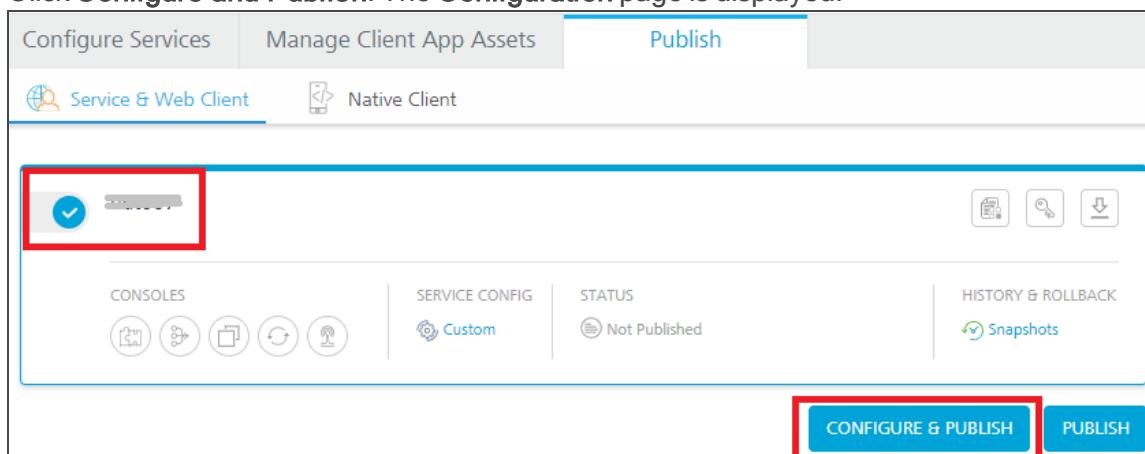 Click Configure and Publish. The Configuration page is displayed.
Configure Services Manage Client App Assets Publish
Service & Web Client Native Client
CONSOLES SERVICE CONFIG STATUS HISTORY & ROLLBACK
Custom Not Published Snapshots
CONFIGURE & PUBLISH PUBLISH